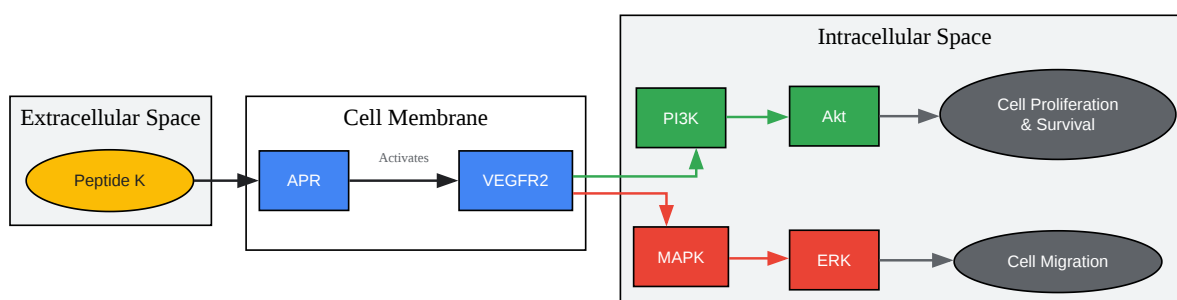 Extracellular Space
Peptide K
Cell Membrane
APR
Activates
VEGFR2
Intracellular Space
PI3K
Akt
Cell Proliferation
& Survival
MAPK
ERK
Cell Migration